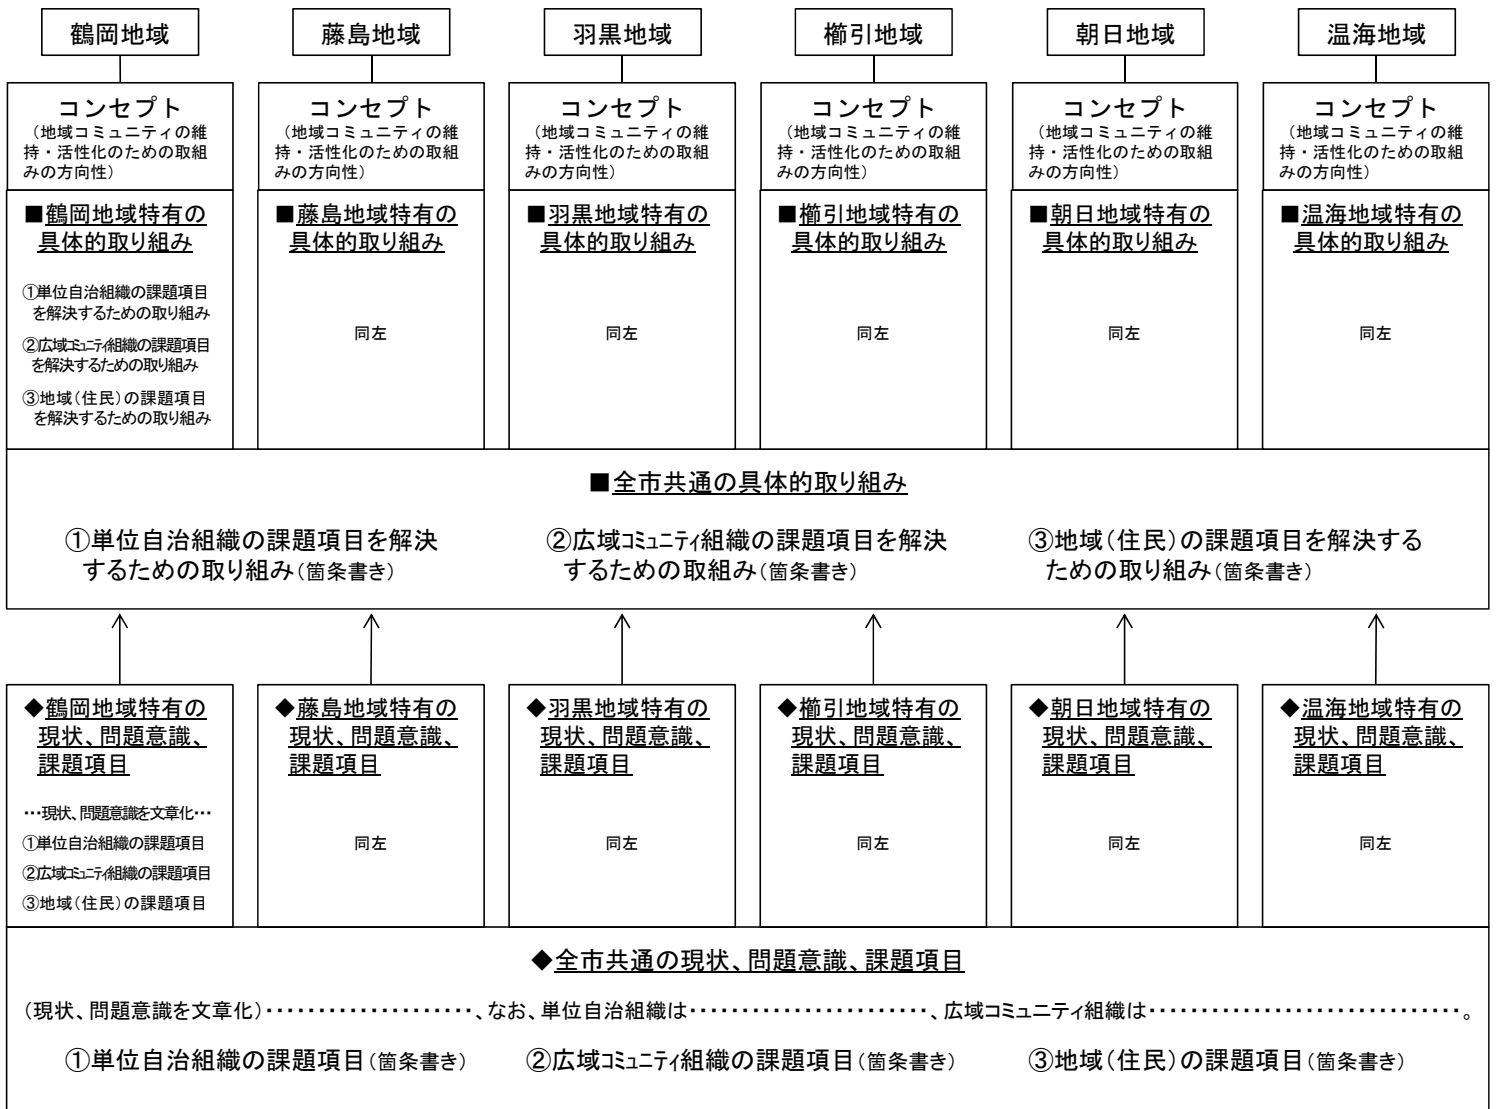 鶴岡地域
藤島地域
羽黒地域
櫛引地域
朝日地域
温海地域
コンセプト
（地域コミュニティの維
持・活性化のための取組
みの方向性）
コンセプト
（地域コミュニティの維
持・活性化のための取組
みの方向性）
コンセプト
（地域コミュニティの維
持・活性化のための取組
みの方向性）
コンセプト
（地域コミュニティの維
持・活性化のための取組
みの方向性）
コンセプト
（地域コミュニティの維
持・活性化のための取組
みの方向性）
コンセプト
（地域コミュニティの維
持・活性化のための取組
みの方向性）
■鶴岡地域特有の
具体的取り組み
①単位自治組織の課題項目
を解決するための取り組み
②広域コミュニティ組織の課題項目
を解決するための取り組み
③地域（住民）の課題項目
を解決するための取り組み
■藤島地域特有の
具体的取り組み
同左
■羽黒地域特有の
具体的取り組み
同左
■櫛引地域特有の
具体的取り組み
同左
■朝日地域特有の
具体的取り組み
同左
■温海地域特有の
具体的取り組み
同左
■全市共通の具体的取り組み
①単位自治組織の課題項目を解決
するための取り組み（箇条書き）
②広域コミュニティ組織の課題項目を解決
するための取組み（箇条書き）
③地域（住民）の課題項目を解決する
ための取り組み（箇条書き）
◆鶴岡地域特有の
現状、問題意識、
課題項目
…現状、問題意識を文章化…
①単位自治組織の課題項目
②広域コミュニティ組織の課題項目
③地域（住民）の課題項目
◆藤島地域特有の
現状、問題意識、
課題項目
同左
◆羽黒地域特有の
現状、問題意識、
課題項目
同左
◆櫛引地域特有の
現状、問題意識、
課題項目
同左
◆朝日地域特有の
現状、問題意識、
課題項目
同左
◆温海地域特有の
現状、問題意識、
課題項目
同左
◆全市共通の現状、問題意識、課題項目
（現状、問題意識を文章化）…………………、なお、単位自治組織は……………………、広域コミュニティ組織は…………………………。
①単位自治組織の課題項目（箇条書き）
②広域コミュニティ組織の課題項目（箇条書き）
③地域（住民）の課題項目（箇条書き）